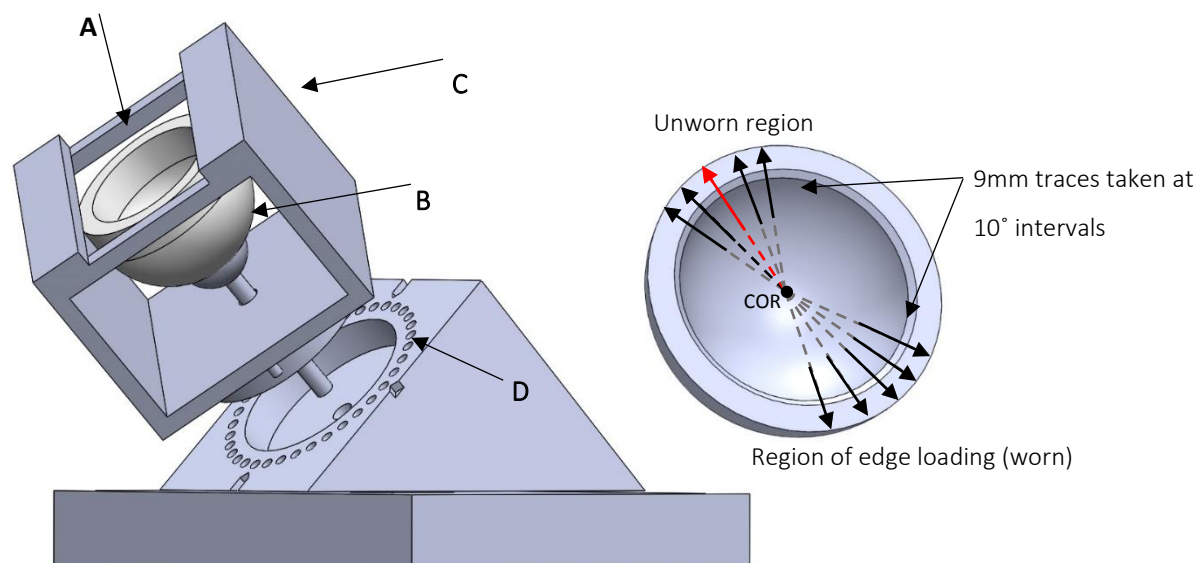 A
C
B
D
Unworn region
9mm traces taken at
10˚ intervals
COR
Region of edge loading (worn)